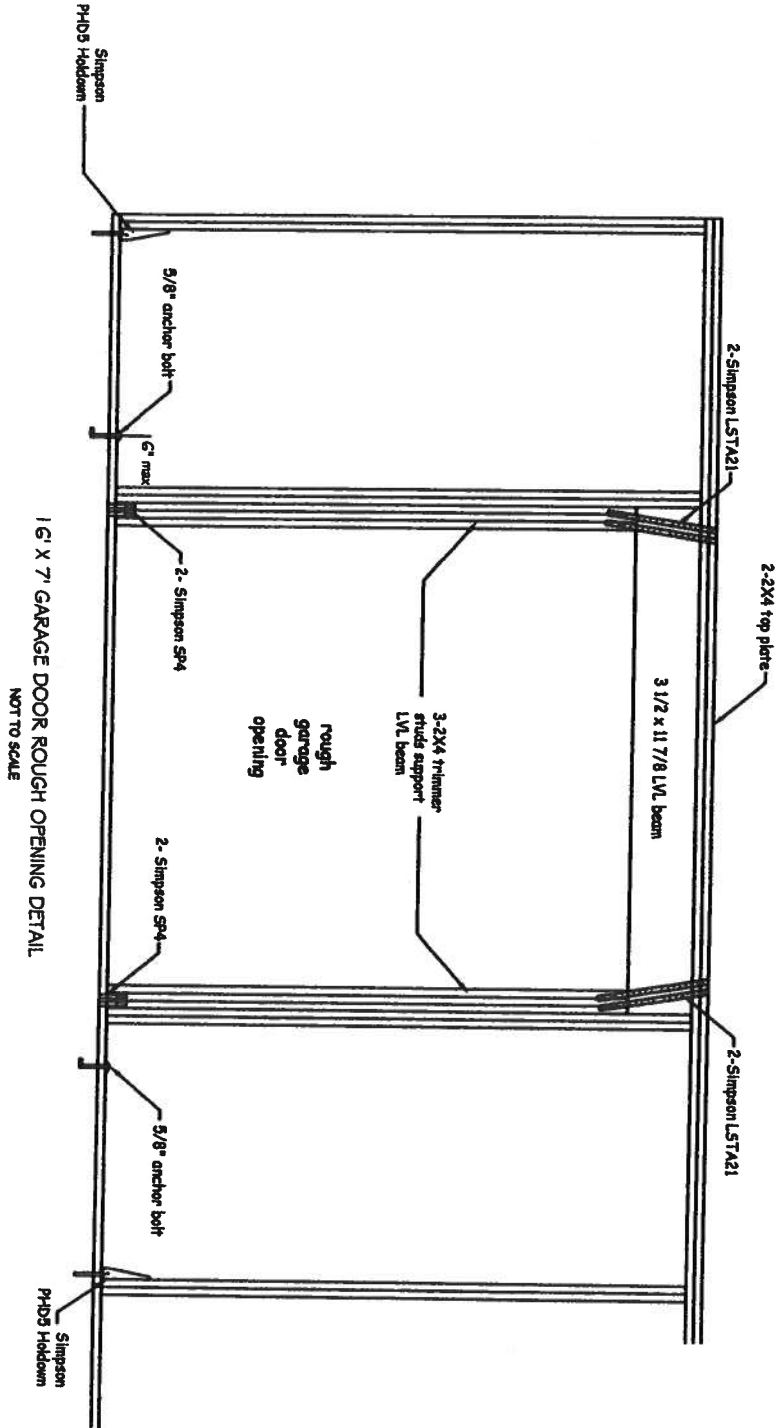 2-2X4 top plate
2-Simpson LSTA21
2-Simpson LSTA21
3 1/2 x 11 7/8 LVL beam
3-2X4 trimmer
studs support
LVL beam
rough
garage
door
opening
5/8" anchor bolt
6" max
2- Simpson SP4
2- Simpson SP4
5/8" anchor bolt
Simpson
PHD5 Holdown
Simpson
PHD5 Holdown
16' X 7' GARAGE DOOR ROUGH OPENING DETAIL
NOT TO SCALE